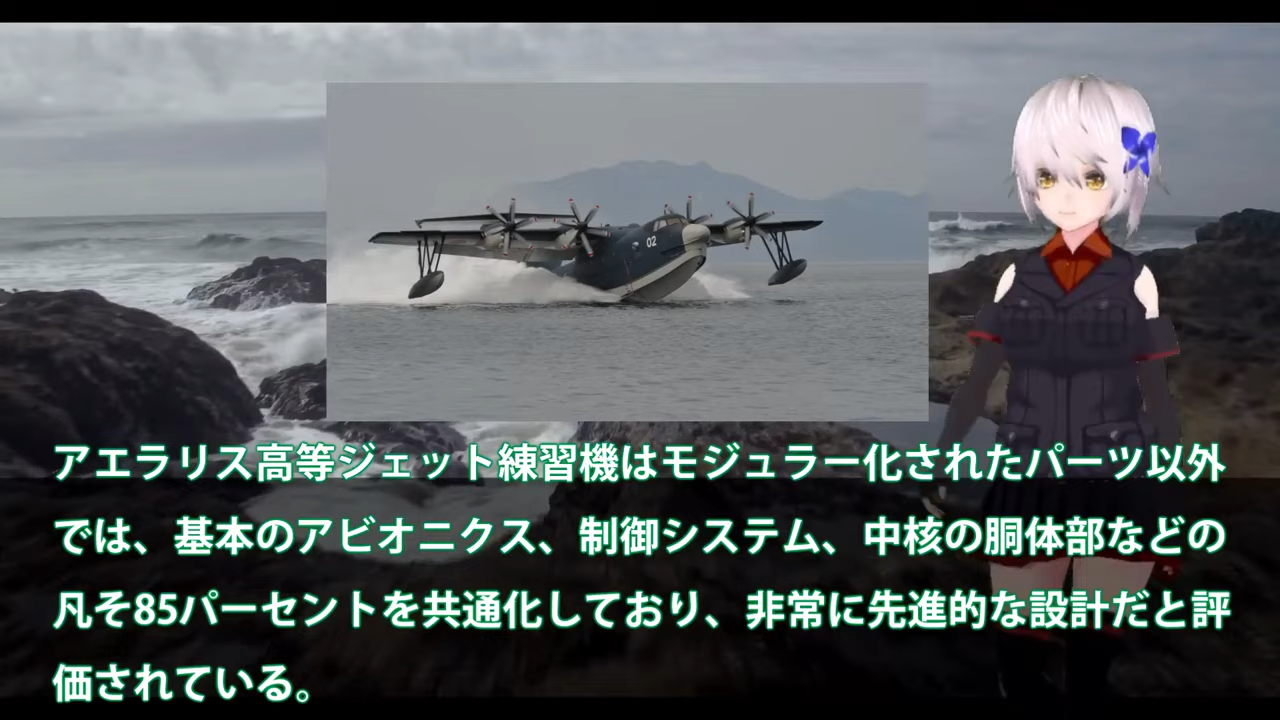 02
アエラリス高等ジェット練習機はモジュラー化されたパーツ以外
では、基本のアビオニクス、制御システム、中核の胴体部などの
凡そ85パーセントを共通化しており、非常に先進的な設計だと評
価されている。